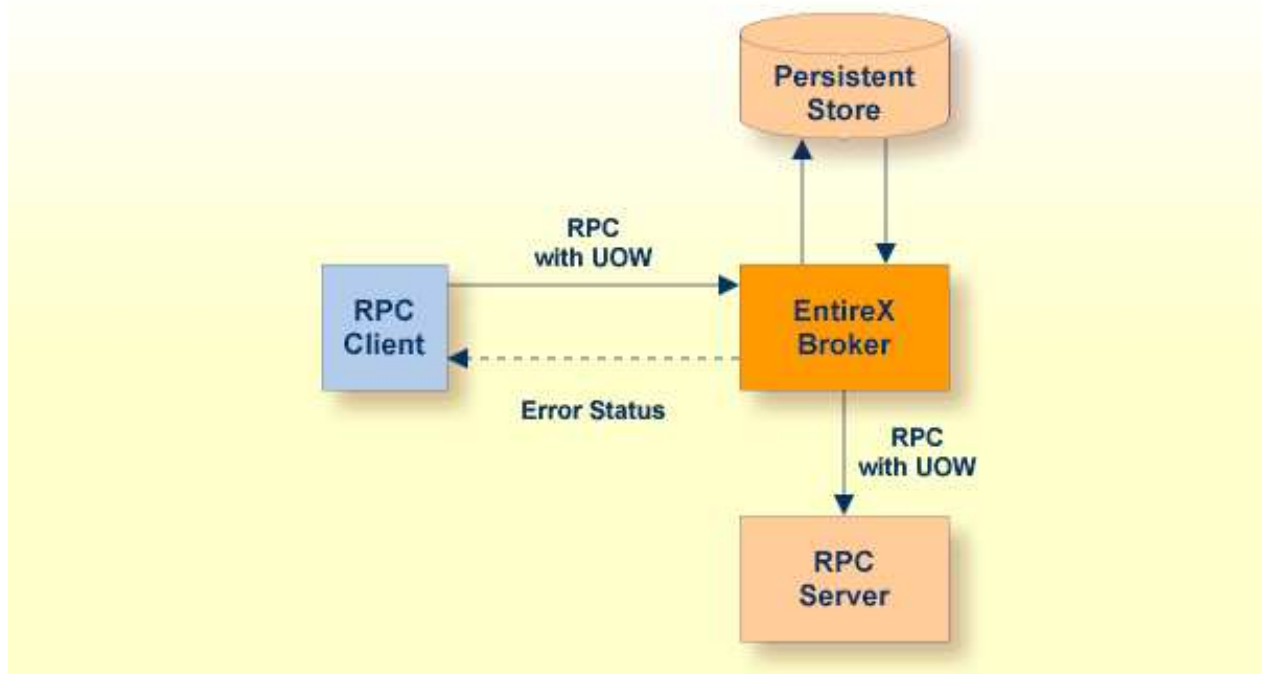 Persistent
Store
RPC
with UOW
RPC
Client
EntireX
Broker
Error Status
RPC
with UOW
RPC
Server